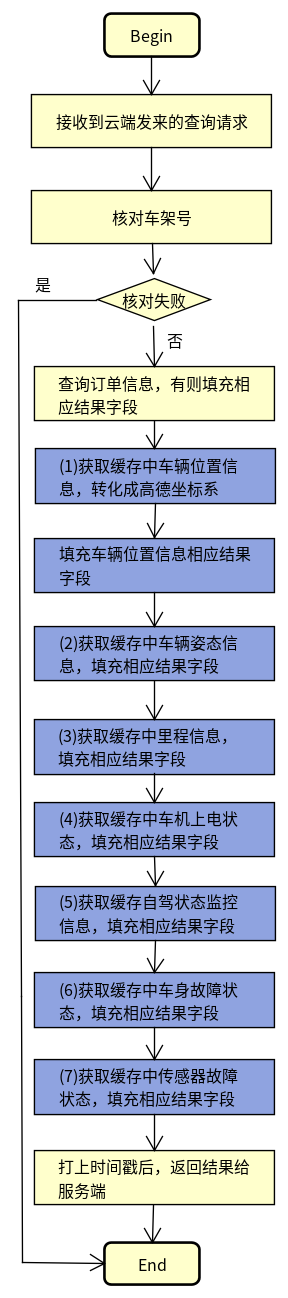 Begin
接收到云端发来的查询请求
核对车架号
是
核对失败
否
查询订单信息，有则填充相
应结果字段
(1)获取缓存中车辆位置信
息，转化成高德坐标系
填充车辆位置信息相应结果
字段
(2)获取缓存中车辆姿态信
息，填充相应结果字段
(3)获取缓存中里程信息，
填充相应结果字段
(4)获取缓存中车机上电状
态，填充相应结果字段
(5)获取缓存自驾状态监控
信息，填充相应结果字段
(6)获取缓存中车身故障状
态，填充相应结果字段
(7)获取缓存中传感器故障
状态，填充相应结果字段
打上时间戳后，返回结果给
服务端
End